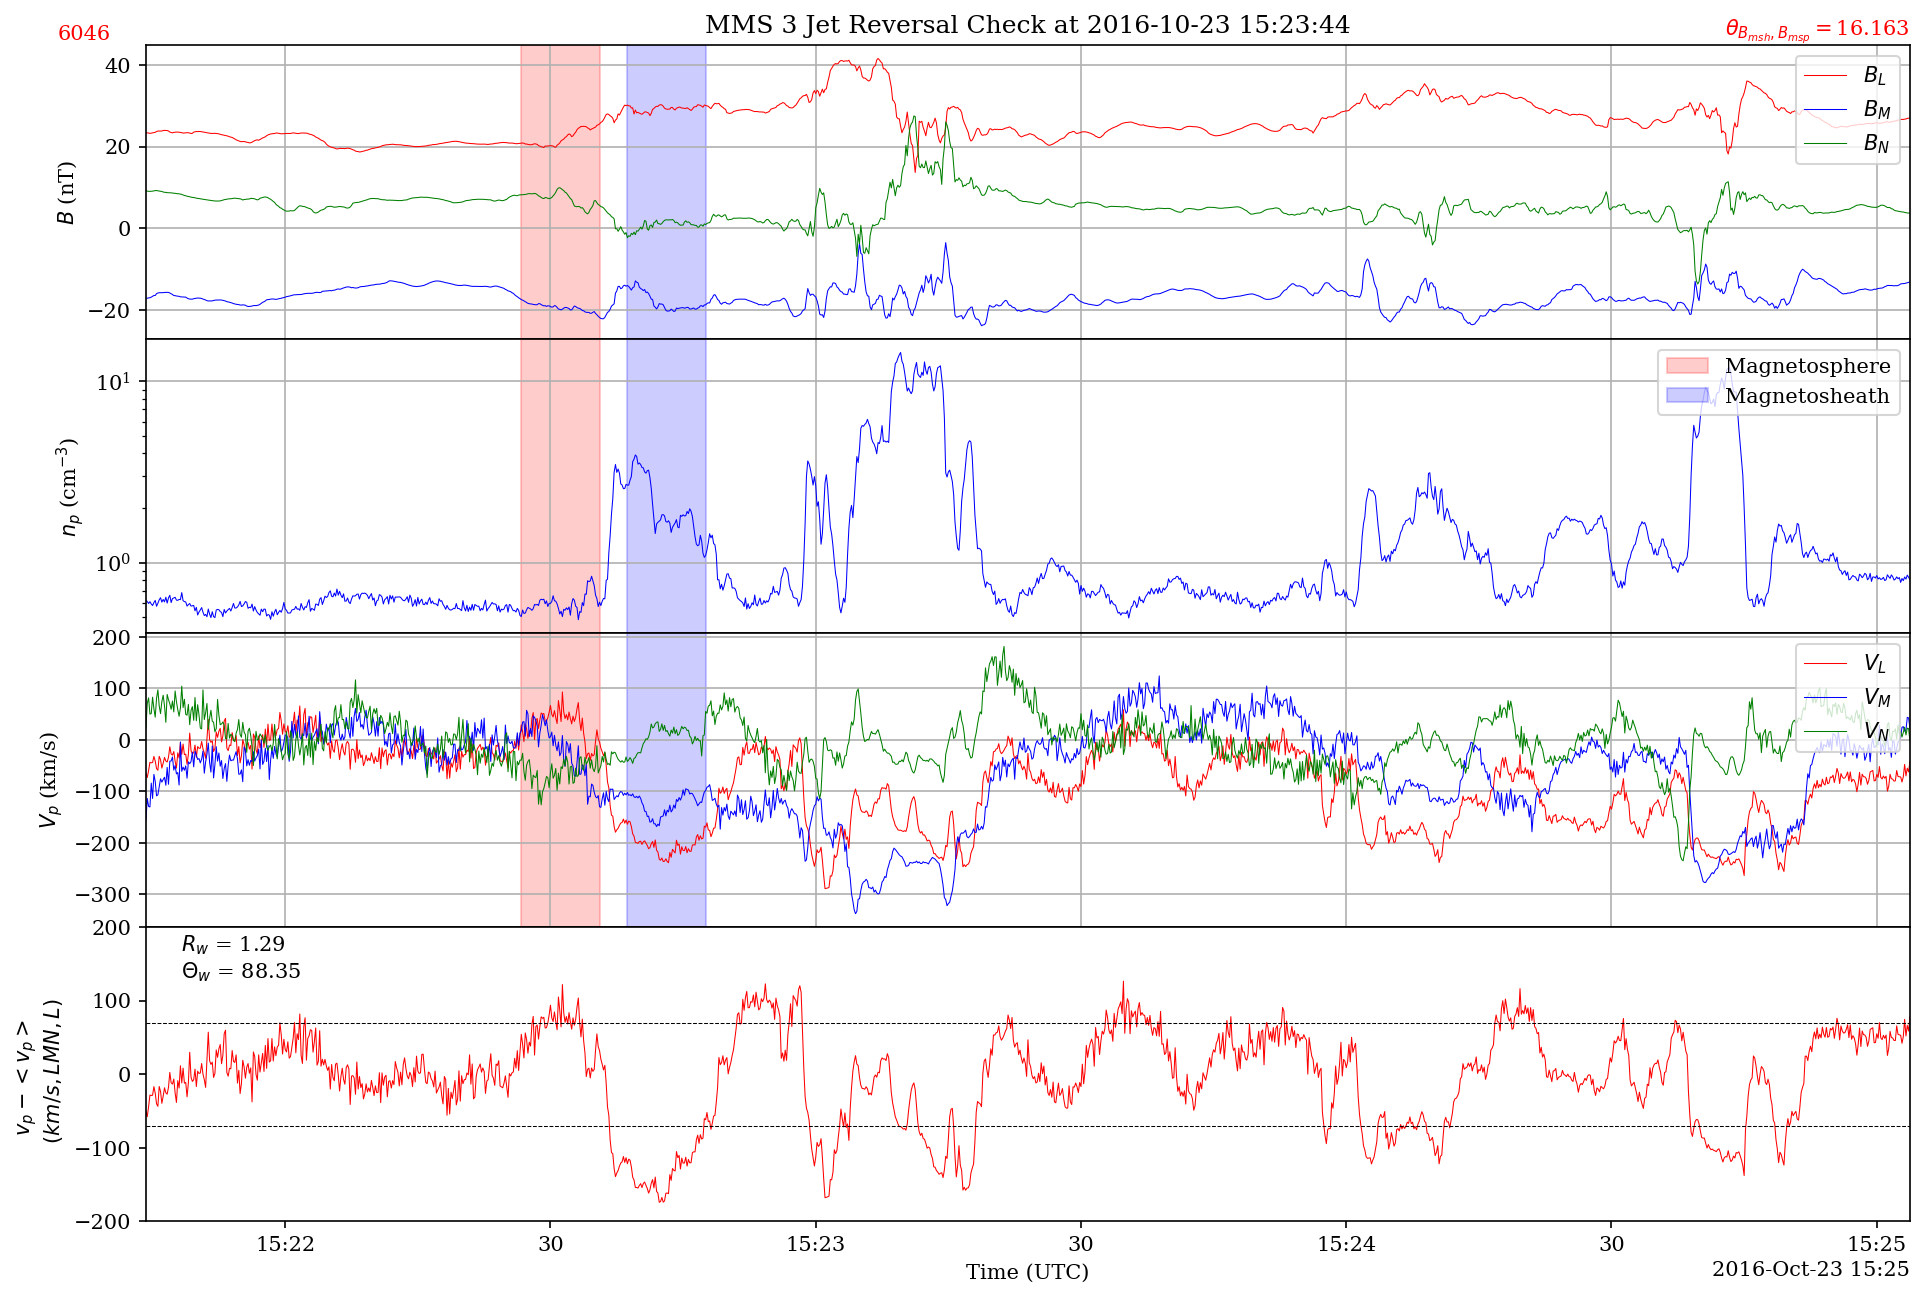 6046
MMS 3 Jet Reversal Check at 2016-10-23 15:23:44
θ_{B_{msh}, B_{msp}} = 16.163
40
20
0
−20
B (nT)
B_L
B_M
B_N
10^1
10^0
n_p (cm^{−3})
Magnetosphere
Magnetosheath
200
100
0
−100
−200
−300
V_p (km/s)
V_L
V_M
V_N
200
100
0
−100
−200
v_p − < v_p >
(km/s, LMN, L)
R_w = 1.29
Θ_w = 88.35
15:22
30
15:23
30
15:24
30
15:25
Time (UTC)
2016-Oct-23 15:25